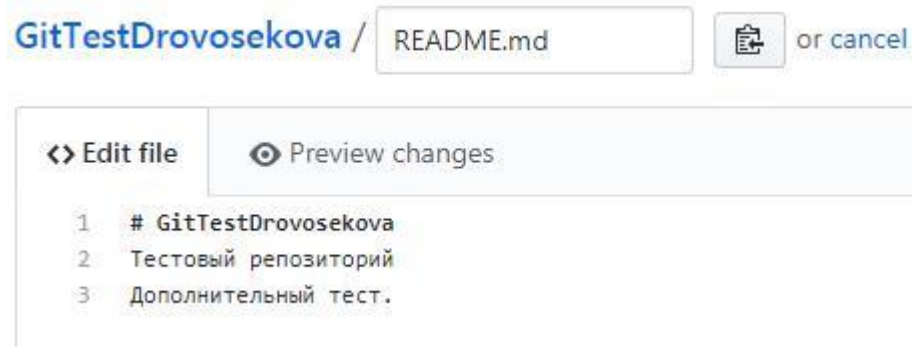 GitTestDrovosekova / README.md or cancel
Edit file Preview changes
1 # GitTestDrovosekova
2 Тестовый репозиторий
3 Дополнительный тест.